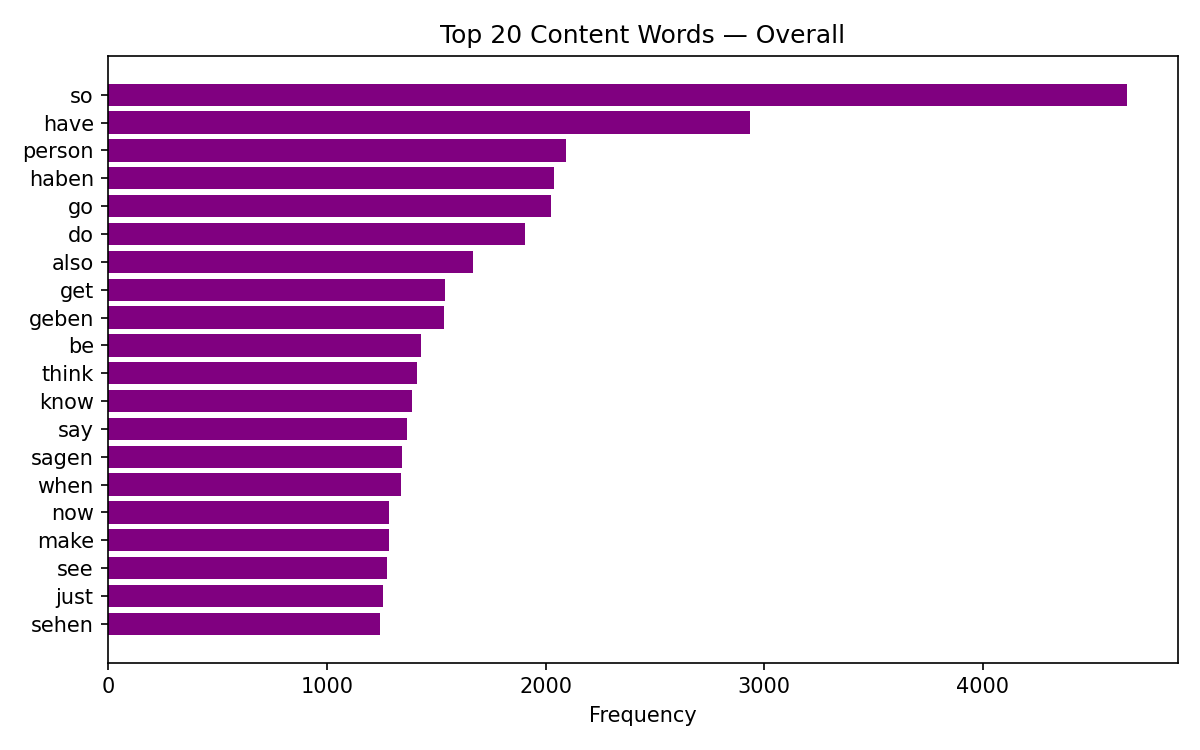 Top 20 Content Words — Overall
so
have
person
haben
go
do
also
get
geben
be
think
know
say
sagen
when
now
make
see
just
sehen
0 1000 2000 3000 4000
Frequency